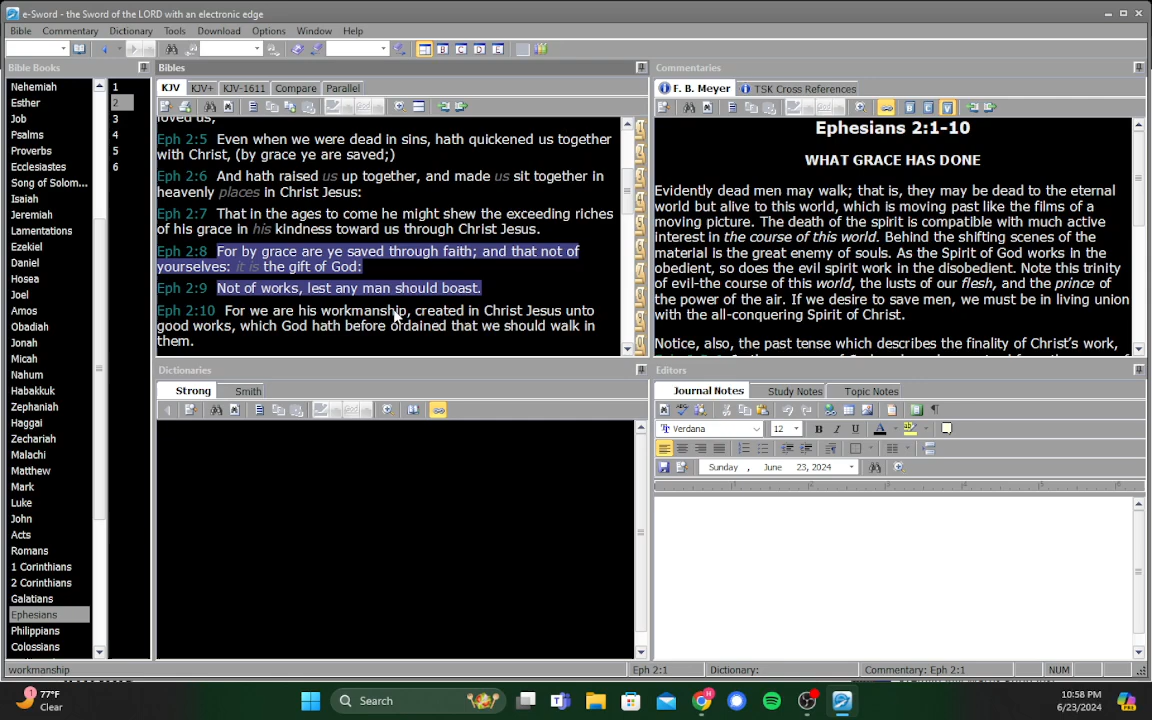 e-Sword - the Sword of the LORD with an electronic edge
Bible Commentary Dictionary Tools Download Options Window Help
Bible Books
Nehemiah
Esther
Job
Psalms
Proverbs
Ecclesiastes
Song of Solom...
Isaiah
Jeremiah
Lamentations
Ezekiel
Daniel
Hosea
Joel
Amos
Obadiah
Jonah
Micah
Nahum
Habakkuk
Zephaniah
Haggai
Zechariah
Malachi
Matthew
Mark
Luke
John
Acts
Romans
1 Corinthians
2 Corinthians
Galatians
Ephesians
Philippians
Colossians
1
2
3
4
5
6
Bibles
KJV KJV+ KJV-1611 Compare Parallel
loved us,
Eph 2:5 Even when we were dead in sins, hath quickened us together
with Christ, (by grace ye are saved;)
Eph 2:6 And hath raised us up together, and made us sit together in
heavenly places in Christ Jesus:
Eph 2:7 That in the ages to come he might shew the exceeding riches
of his grace in his kindness toward us through Christ Jesus.
Eph 2:8 For by grace are ye saved through faith; and that not of
yourselves: it is the gift of God:
Eph 2:9 Not of works, lest any man should boast.
Eph 2:10 For we are his workmanship, created in Christ Jesus unto
good works, which God hath before ordained that we should walk in
them.
Commentaries
F. B. Meyer TSK Cross References
Ephesians 2:1-10
WHAT GRACE HAS DONE
Evidently dead men may walk; that is, they may be dead to the eternal
world but alive to this world, which is moving past like the films of a
moving picture. The death of the spirit is compatible with much active
interest in the course of this world. Behind the shifting scenes of the
material is the great enemy of souls. As the Spirit of God works in the
obedient, so does the evil spirit work in the disobedient. Note this trinity
of evil-the course of this world, the lusts of our flesh, and the prince of
the power of the air. If we desire to save men, we must be in living union
with the all-conquering Spirit of Christ.
Notice, also, the past tense which describes the finality of Christ's work,
Dictionaries
Strong Smith
Editors
Journal Notes Study Notes Topic Notes
Verdana 12 B I U A
Sunday , June 23, 2024
workmanship Eph 2:1 Dictionary: Commentary: Eph 2:1 NUM
77°F
Clear
Search
10:58 PM
6/23/2024